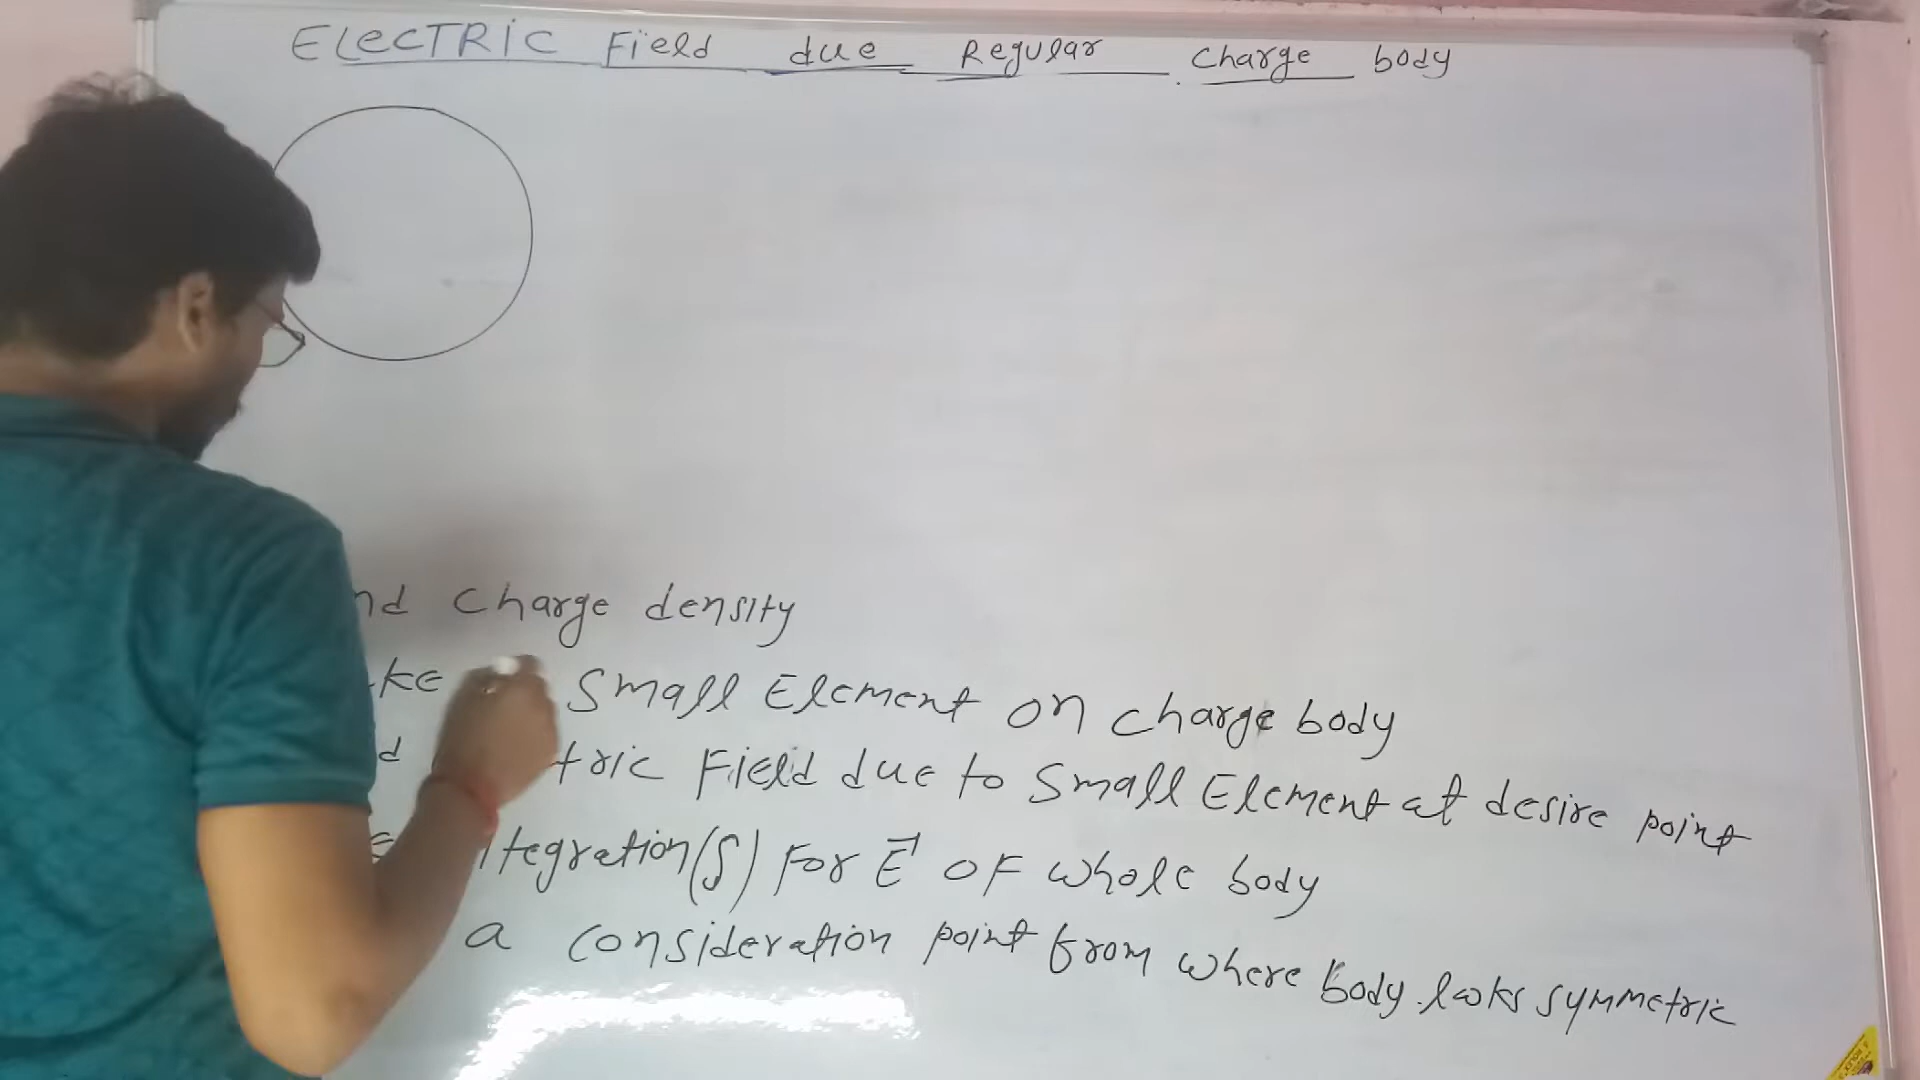 ELECTRIC Field due Regular Charge body
nd Charge density
ke Small Element on charge body
d tric Field due to Small Element at desire point
tegration(∫) For E⃗ OF whole body
a consideration point from where body looks symmetric